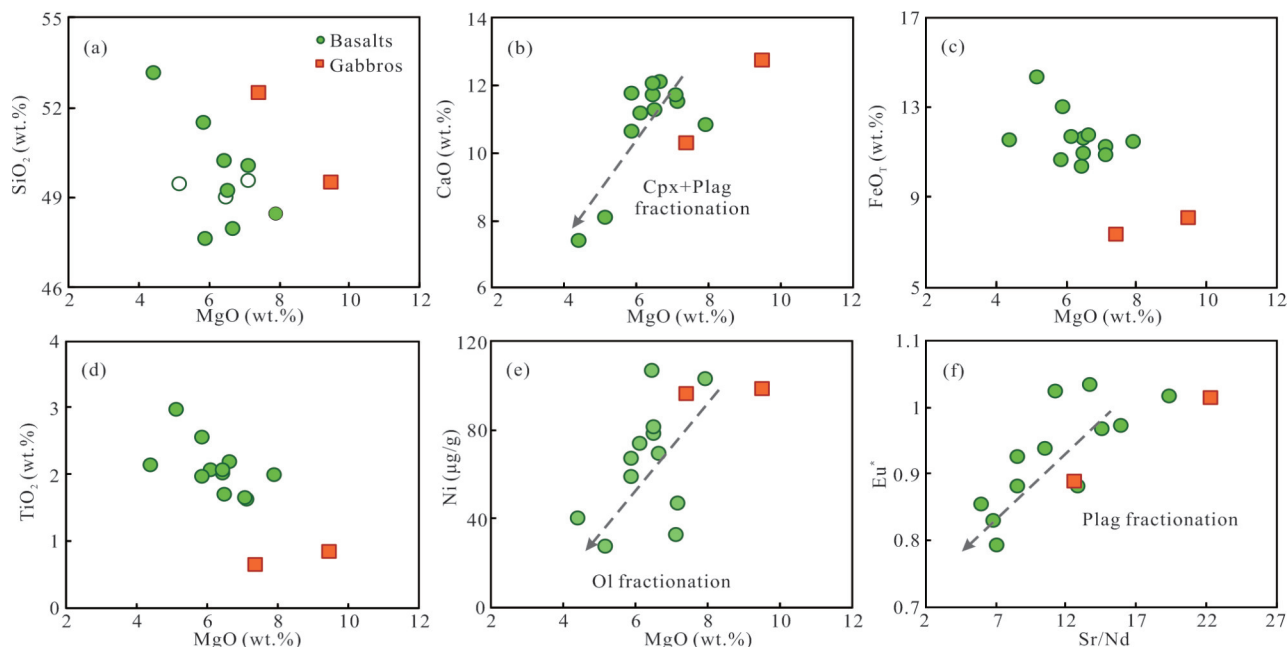 (a)
Basalts
Gabbros
55
52
49
46
SiO₂ (wt.%)
2 4 6 8 10 12
MgO (wt.%)
(b)
14
12
10
8
6
CaO (wt.%)
Cpx+Plag
fractionation
2 4 6 8 10 12
MgO (wt.%)
(c)
17
13
9
5
FeOT (wt.%)
2 4 6 8 10 12
MgO (wt.%)
(d)
4
3
2
1
0
TiO₂ (wt.%)
2 4 6 8 10 12
MgO (wt.%)
(e)
120
80
40
0
Ni (µg/g)
Ol fractionation
2 4 6 8 10 12
MgO (wt.%)
(f)
1.1
1
0.9
0.8
0.7
Eu*
Plag fractionation
2 7 12 17 22 27
Sr/Nd